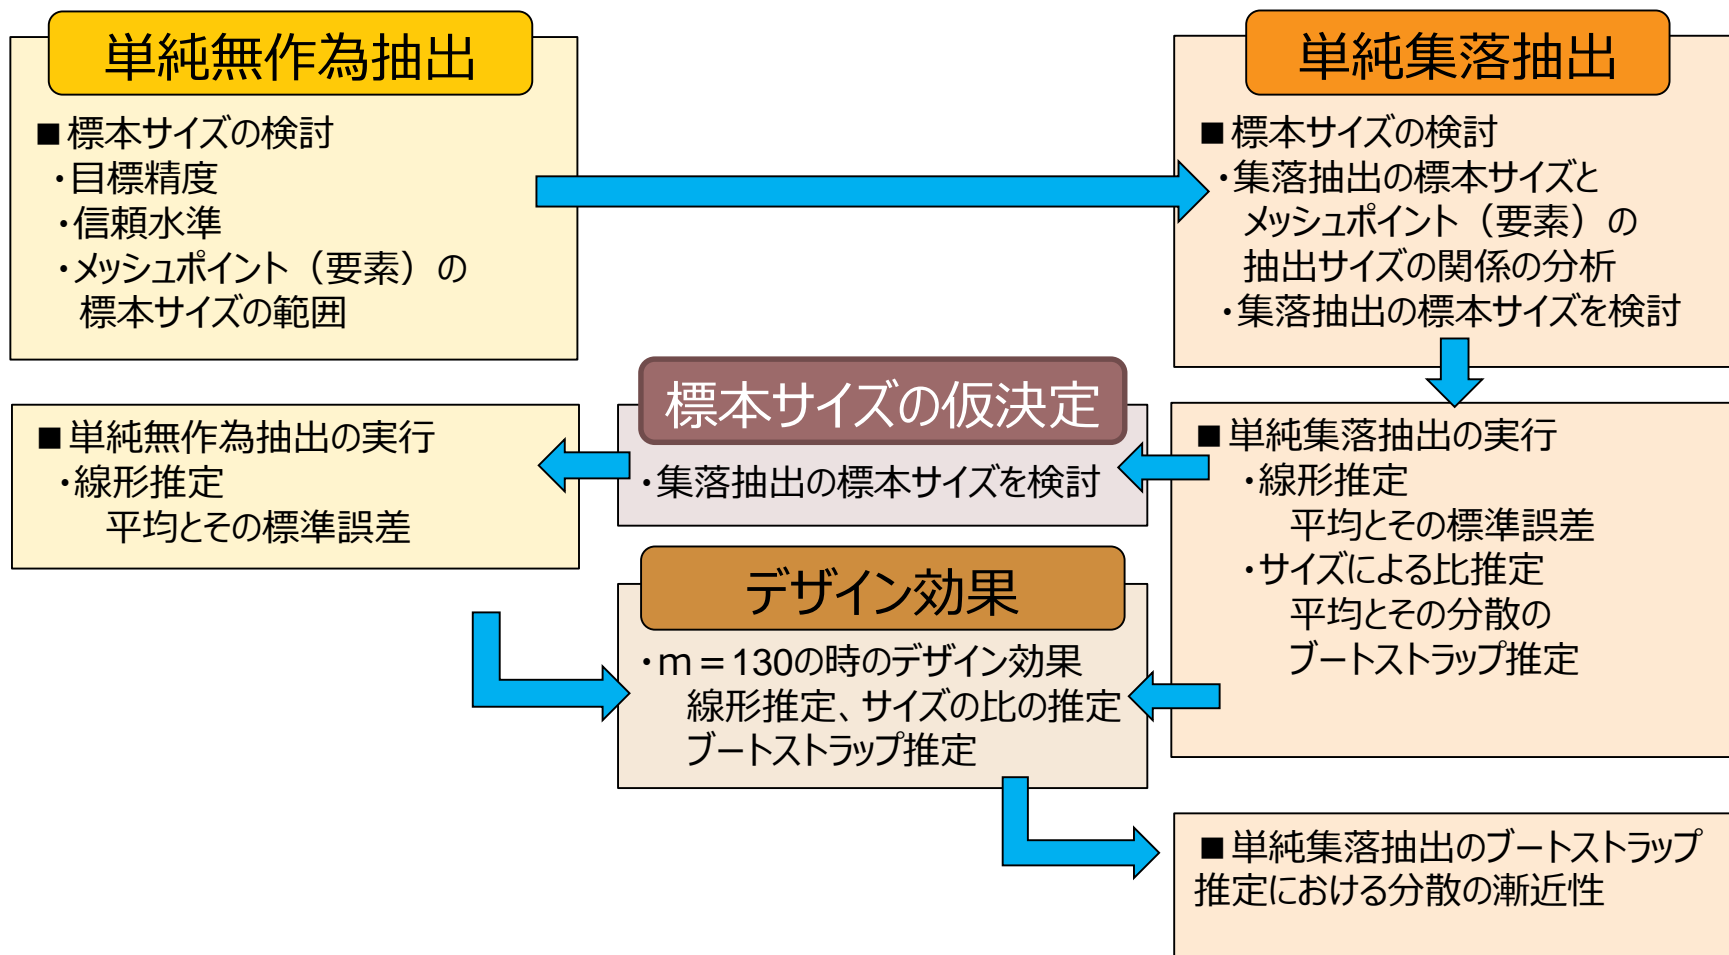 単純無作為抽出
■標本サイズの検討
・目標精度
・信頼水準
・メッシュポイント（要素）の
標本サイズの範囲
単純集落抽出
■標本サイズの検討
・集落抽出の標本サイズと
メッシュポイント（要素）の
抽出サイズの関係の分析
・集落抽出の標本サイズを検討
標本サイズの仮決定
・集落抽出の標本サイズを検討
■単純無作為抽出の実行
・線形推定
平均とその標準誤差
■単純集落抽出の実行
・線形推定
平均とその標準誤差
・サイズによる比推定
平均とその分散の
ブートストラップ推定
デザイン効果
・ｍ＝130の時のデザイン効果
線形推定、サイズの比の推定
ブートストラップ推定
■単純集落抽出のブートストラップ
推定における分散の漸近性